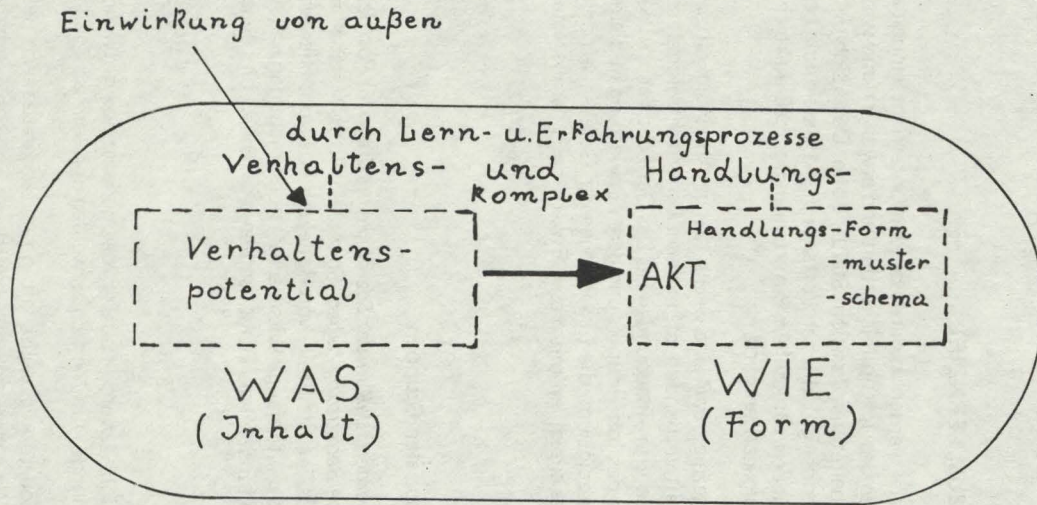 Einwirkung von außen
durch Lern- u. Erfahrungsprozesse
Verhaltens- und Handlungs-
komplex
Verhaltens-
potential
AKT
Handlungs-Form
-muster
-schema
WAS
(Inhalt)
WIE
(Form)